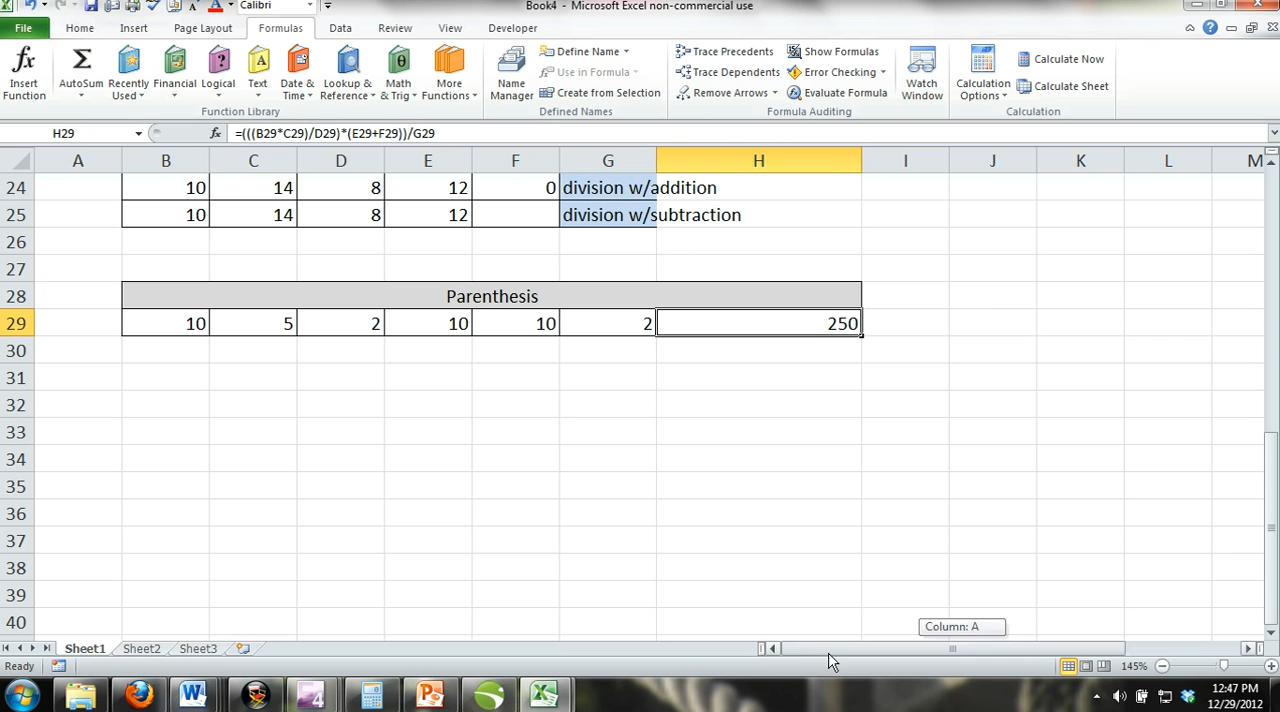 Calibri
Book4 - Microsoft Excel non-commercial use
File Home Insert Page Layout Formulas Data Review View Developer
Insert Function
AutoSum
Recently Used
Financial
Logical
Text
Date & Time
Lookup & Reference
Math & Trig
More Functions
Function Library
Name Manager
Define Name
Use in Formula
Create from Selection
Defined Names
Trace Precedents
Trace Dependents
Remove Arrows
Show Formulas
Error Checking
Evaluate Formula
Formula Auditing
Watch Window
Calculation Options
Calculate Now
Calculate Sheet
Calculation
H29 fx =(((B29*C29)/D29)*(E29+F29))/G29
A B C D E F G H I J K L M
24 10 14 8 12 0 division w/addition
25 10 14 8 12 division w/subtraction
26
27
28 Parenthesis
29 10 5 2 10 10 2 250
30
31
32
33
34
35
36
37
38
39
40
Column: A
Sheet1 Sheet2 Sheet3
Ready 145%
12:47 PM
12/29/2012